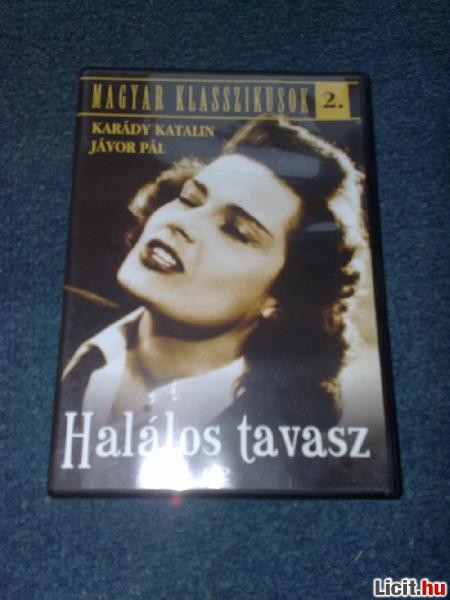 MAGYAR KLASSZIKUSOK 2.
KARÁDY KATALIN
JÁVOR PÁL
Halálos tavasz
Licit.hu